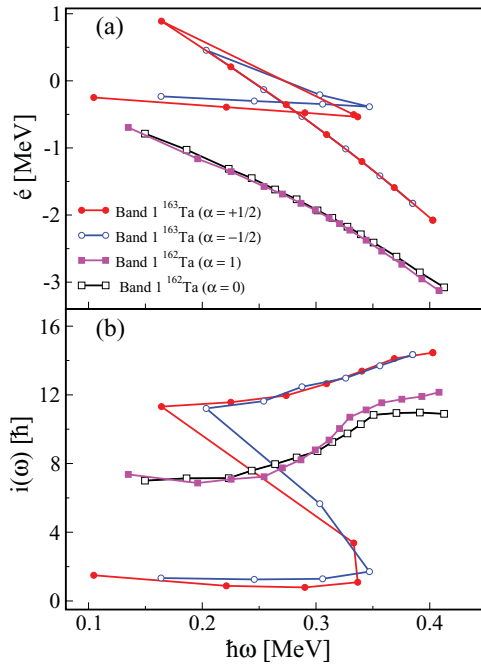 (a)
1
0
-1
-2
-3
é [MeV]
Band 1 ¹⁶³Ta (α = +1/2)
Band 1 ¹⁶³Ta (α = −1/2)
Band 1 ¹⁶²Ta (α = 1)
Band 1 ¹⁶²Ta (α = 0)
(b)
16
12
8
4
0
i(ω) [ħ]
0.1 0.2 0.3 0.4
ħω [MeV]